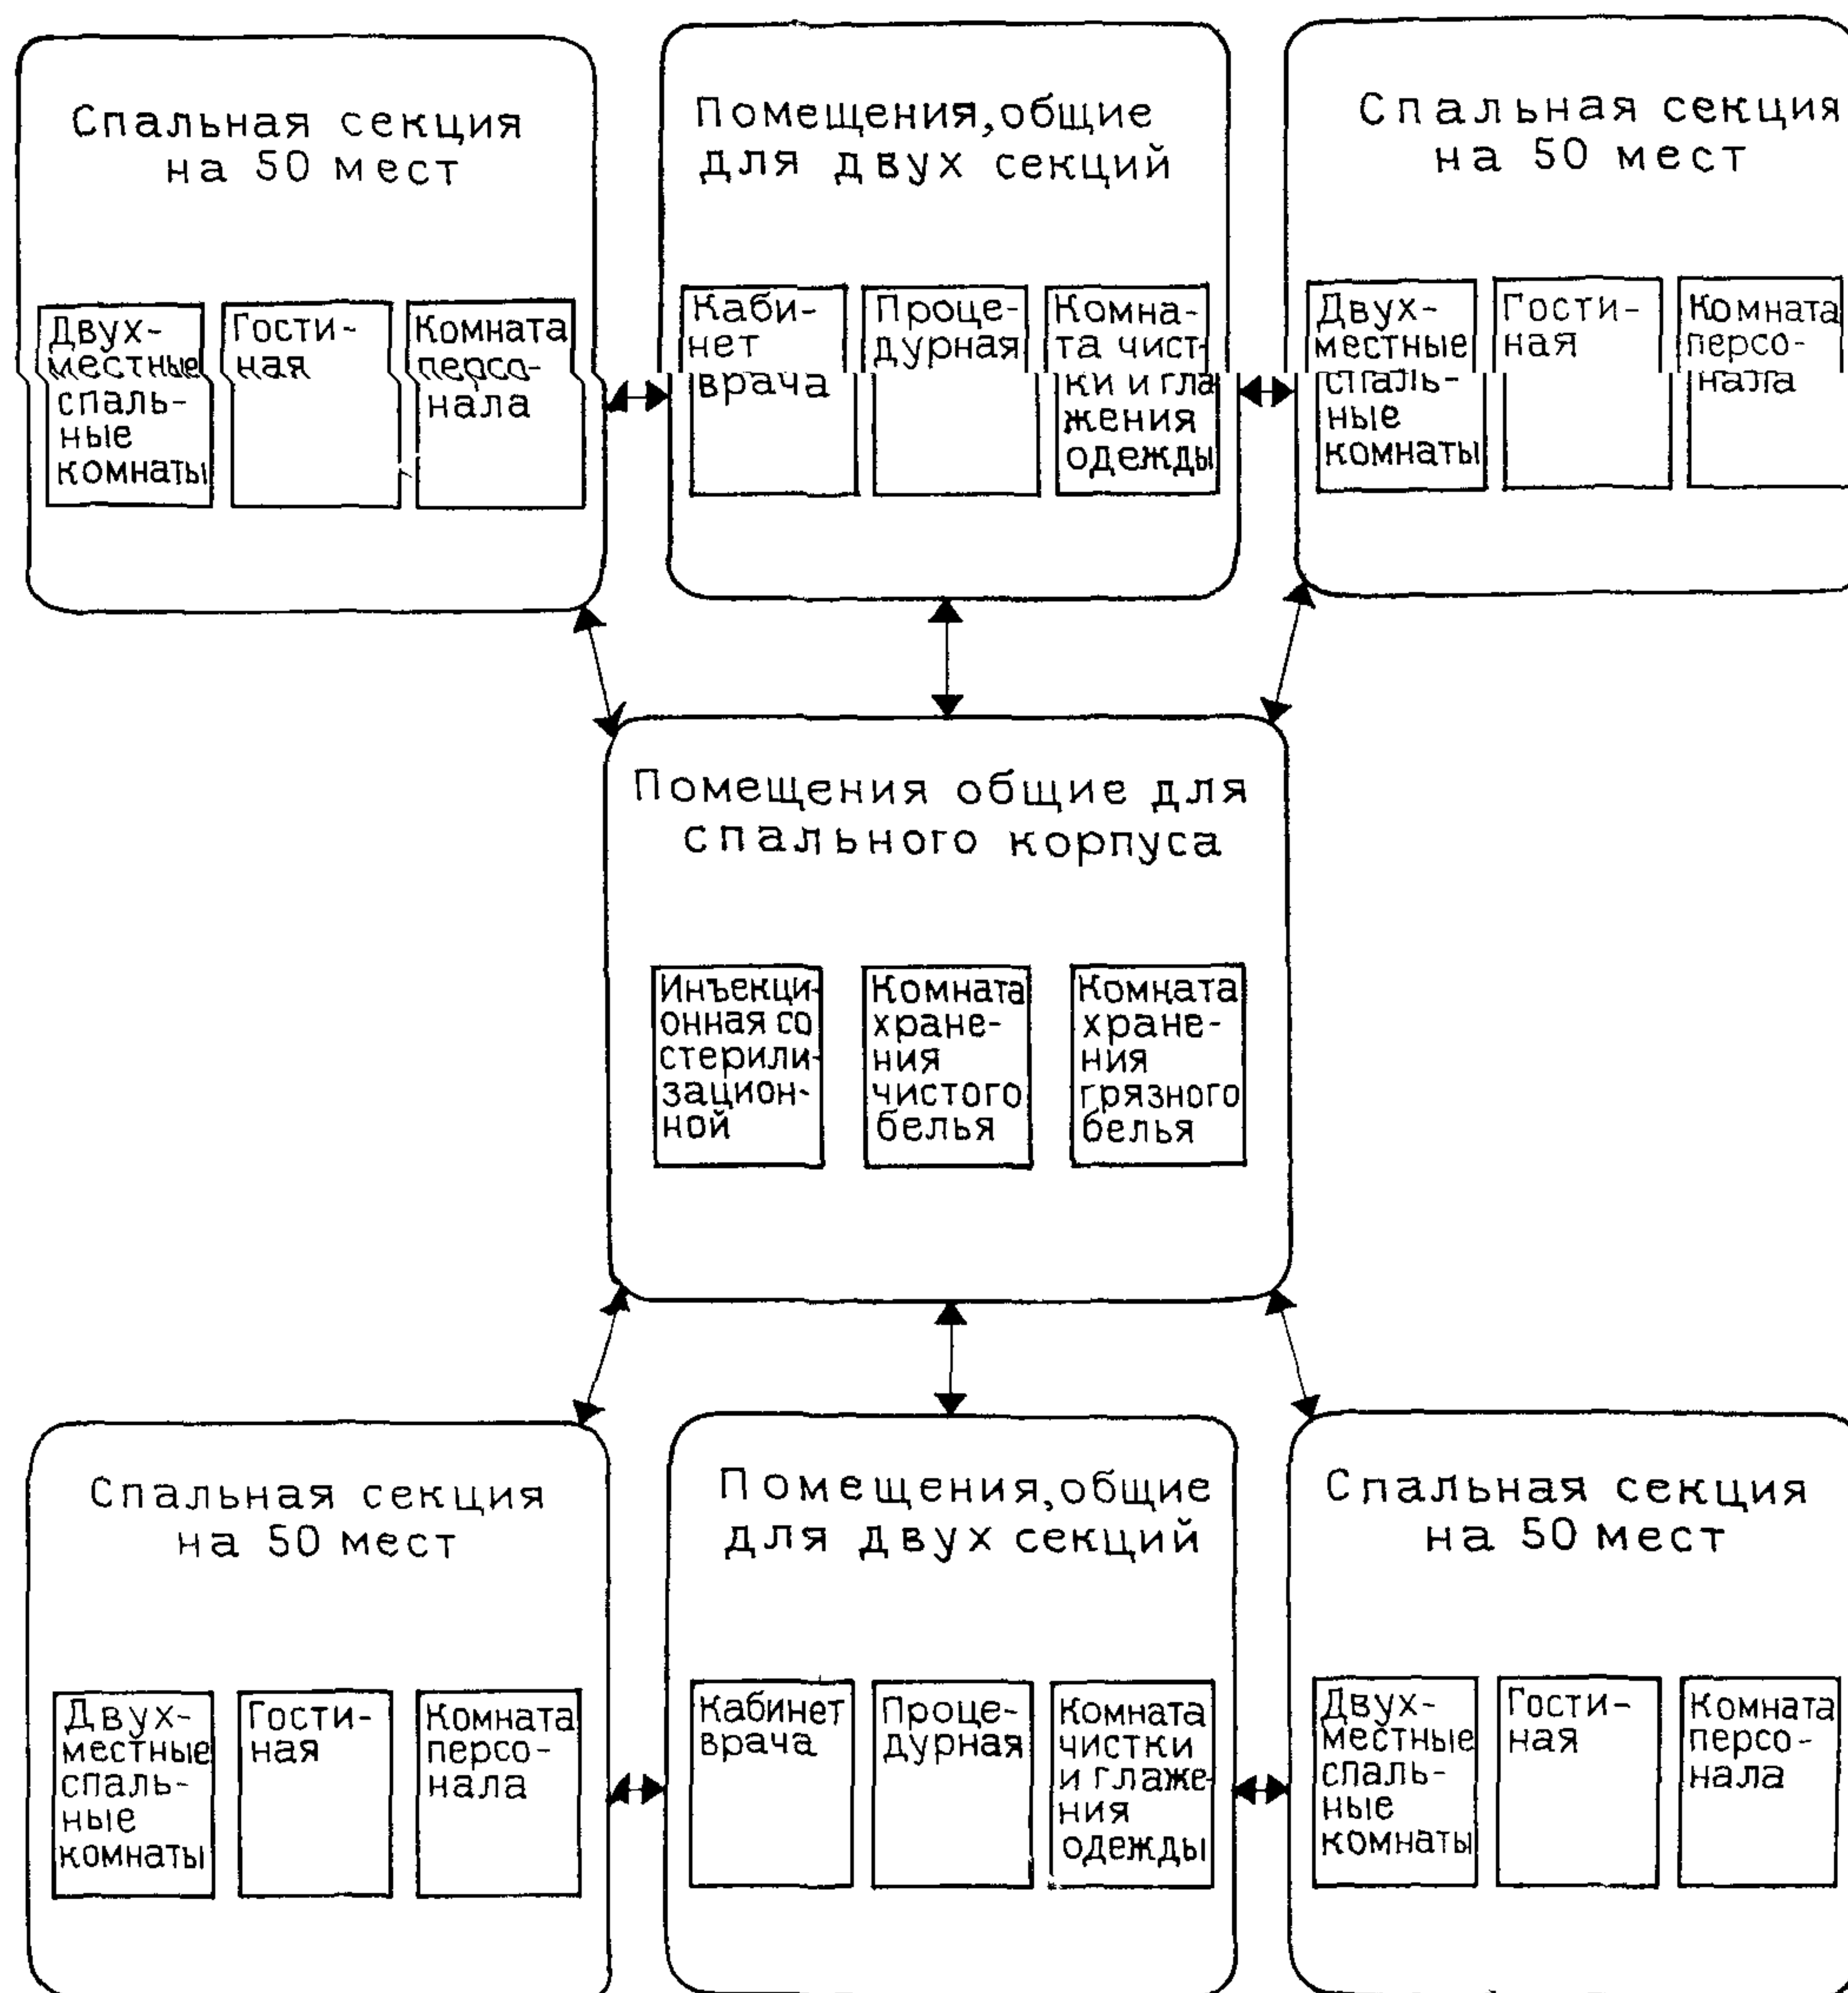 Спальная секция
на 50 мест
Двух-
местные
спаль-
ные
комнаты
Гости-
ная
Комната
персо-
нала
Помещения, общие
для двух секций
Каби-
нет
врача
Проце-
дурная
Комна-
та чист-
ки и гла
жения
одежды
Спальная секция
на 50 мест
Двух-
местные
спаль-
ные
комнаты
Гости-
ная
Комната
персо-
нала
Помещения общие для
спального корпуса
Инъекци-
онная со
стерили-
зацион-
ной
Комната
хране-
ния
чистого
белья
Комната
хране-
ния
грязного
белья
Спальная секция
на 50 мест
Двух-
местные
спаль-
ные
комнаты
Гости-
ная
Комната
персо-
нала
Помещения, общие
для двух секций
Кабинет
врача
Проце-
дурная
Комната
чистки
и глаже-
ния
одежды
Спальная секция
на 50 мест
Двух-
местные
спаль-
ные
комнаты
Гости-
ная
Комната
персо-
нала